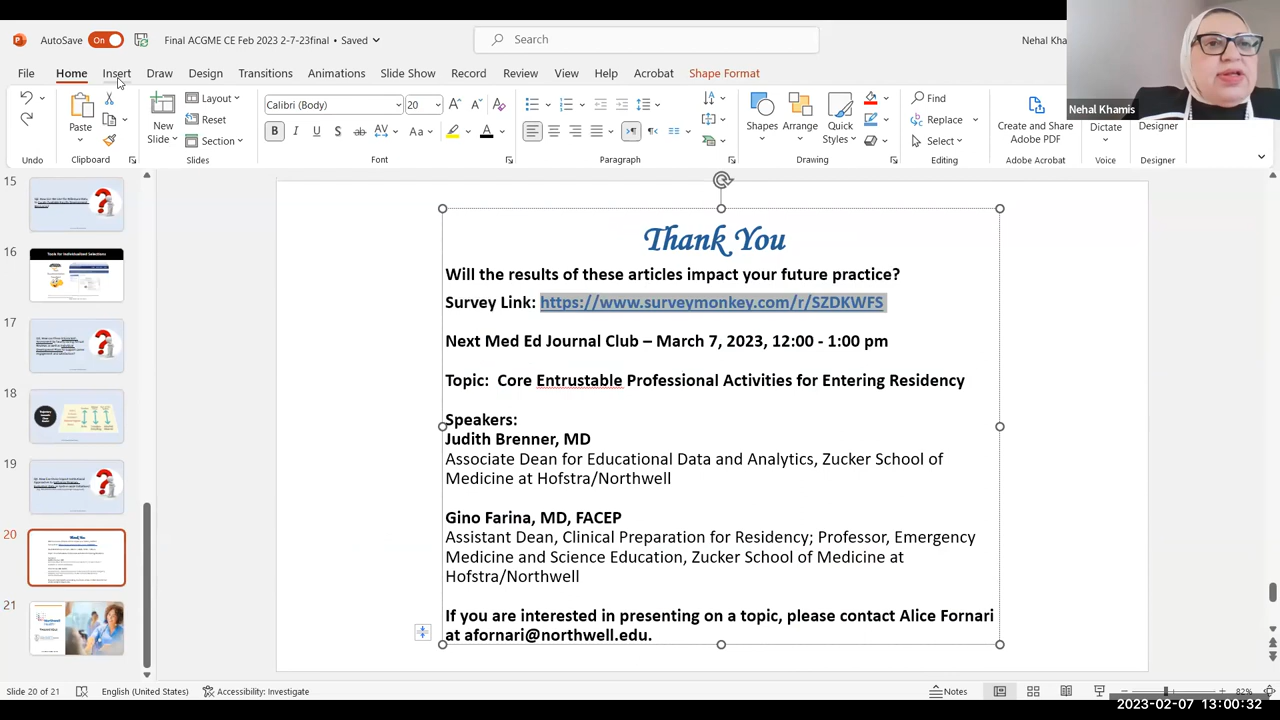 AutoSave On Final ACGME CE Feb 2023 2-7-23final • Saved Search Nehal Kha
File Home Insert Draw Design Transitions Animations Slide Show Record Review View Help Acrobat Shape Format
Nehal Khamis
Layout Calibri (Body) 20 Find
Paste New Slide Reset Shapes Arrange Quick Styles Replace Create and Share Adobe PDF Dictate Designer
Section Select
Undo Clipboard Slides Font Paragraph Drawing Editing Adobe Acrobat Voice Designer
15
16
17
18
19
20
21
Thank You
Will the results of these articles impact your future practice?
Survey Link: https://www.surveymonkey.com/r/SZDKWFS
Next Med Ed Journal Club – March 7, 2023, 12:00 - 1:00 pm
Topic: Core Entrustable Professional Activities for Entering Residency
Speakers:
Judith Brenner, MD
Associate Dean for Educational Data and Analytics, Zucker School of
Medicine at Hofstra/Northwell
Gino Farina, MD, FACEP
Assistant Dean, Clinical Preparation for Residency; Professor, Emergency
Medicine and Science Education, Zucker School of Medicine at
Hofstra/Northwell
If you are interested in presenting on a topic, please contact Alice Fornari
at afornari@northwell.edu.
Slide 20 of 21 English (United States) Accessibility: Investigate Notes 82%
2023-02-07 13:00:32